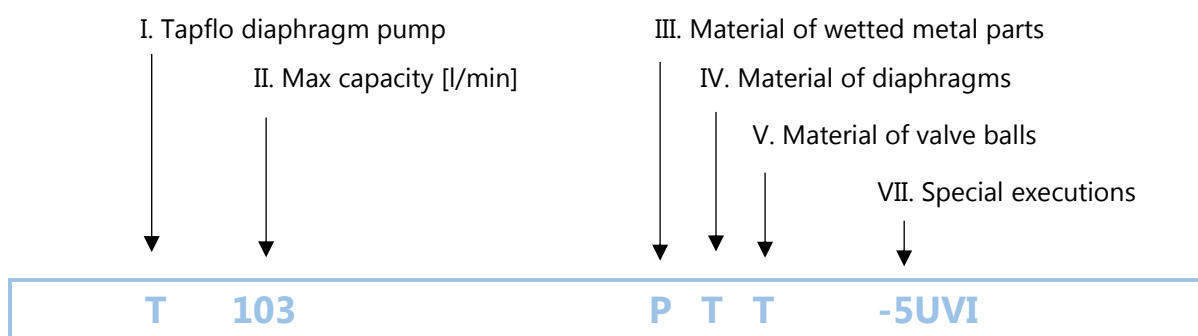 I. Tapflo diaphragm pump
III. Material of wetted metal parts
II. Max capacity [l/min]
IV. Material of diaphragms
V. Material of valve balls
VII. Special executions
T 103 P T T -5UVI